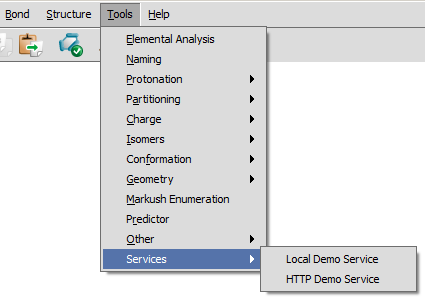 Bond Structure Tools Help
Elemental Analysis
Naming
Protonation
Partitioning
Charge
Isomers
Conformation
Geometry
Markush Enumeration
Predictor
Other
Services
Local Demo Service
HTTP Demo Service